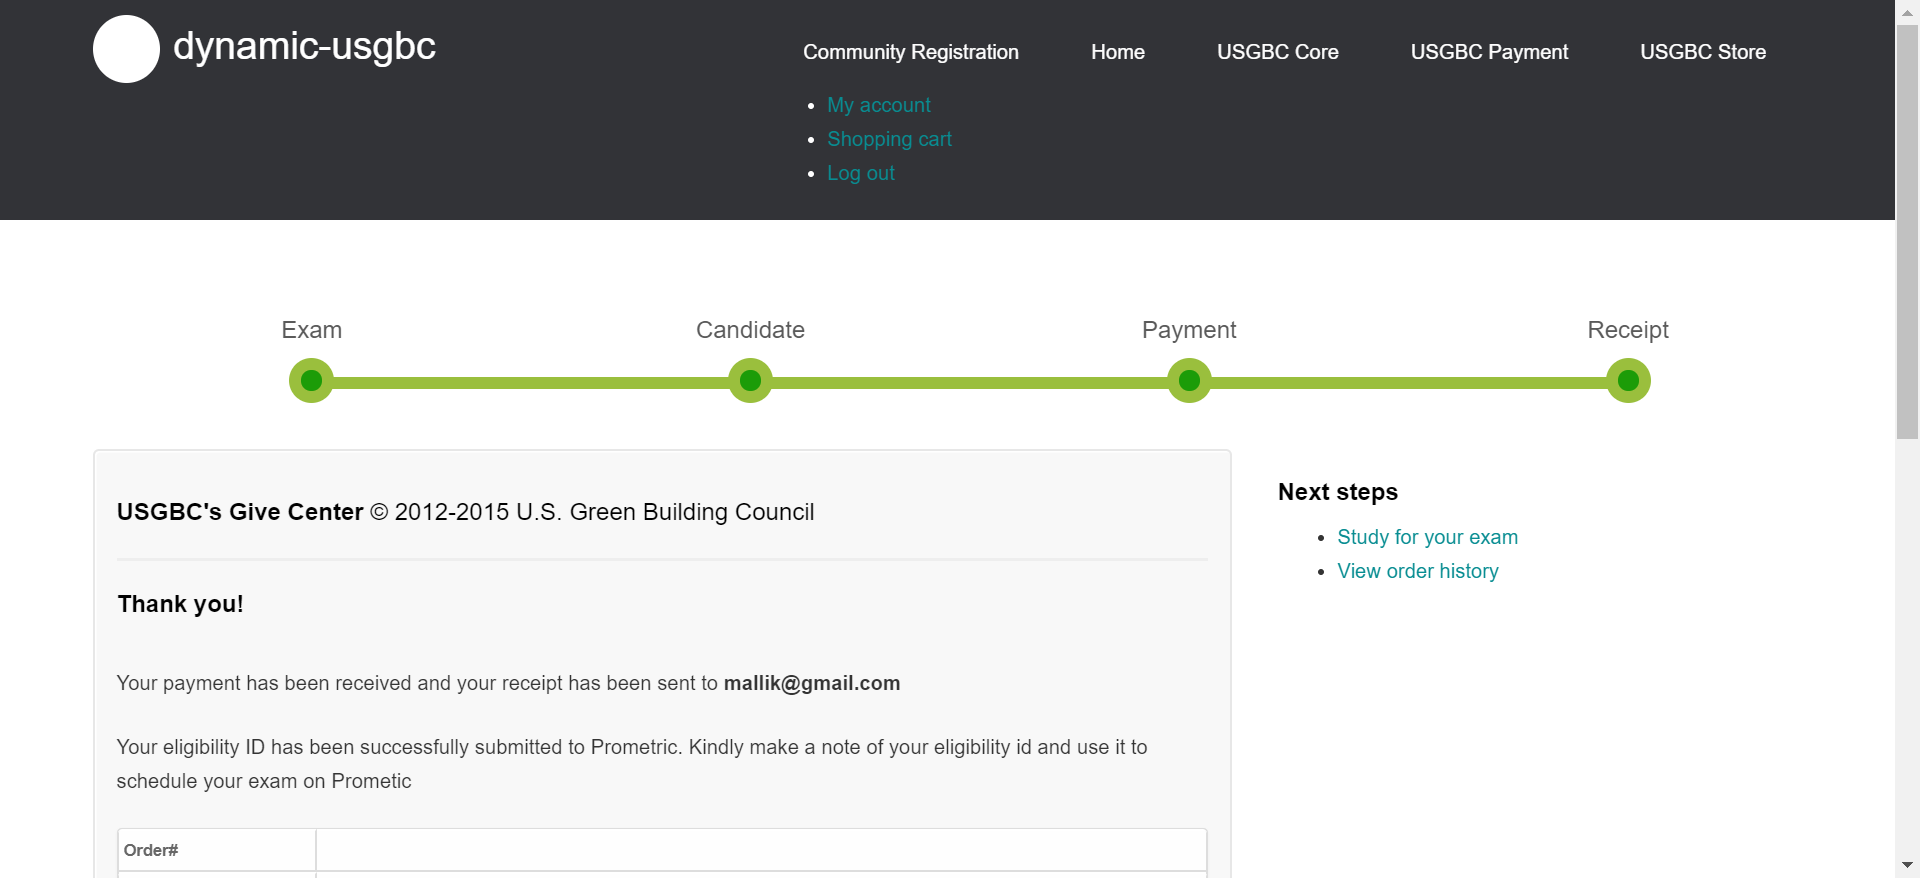 dynamic-usgbc
Community Registration
Home
USGBC Core
USGBC Payment
USGBC Store
My account
Shopping cart
Log out
Exam
Candidate
Payment
Receipt
USGBC's Give Center © 2012-2015 U.S. Green Building Council
Thank you!
Your payment has been received and your receipt has been sent to mallik@gmail.com
Your eligibility ID has been successfully submitted to Prometric. Kindly make a note of your eligibility id and use it to
schedule your exam on Prometic
Order#
Next steps
Study for your exam
View order history